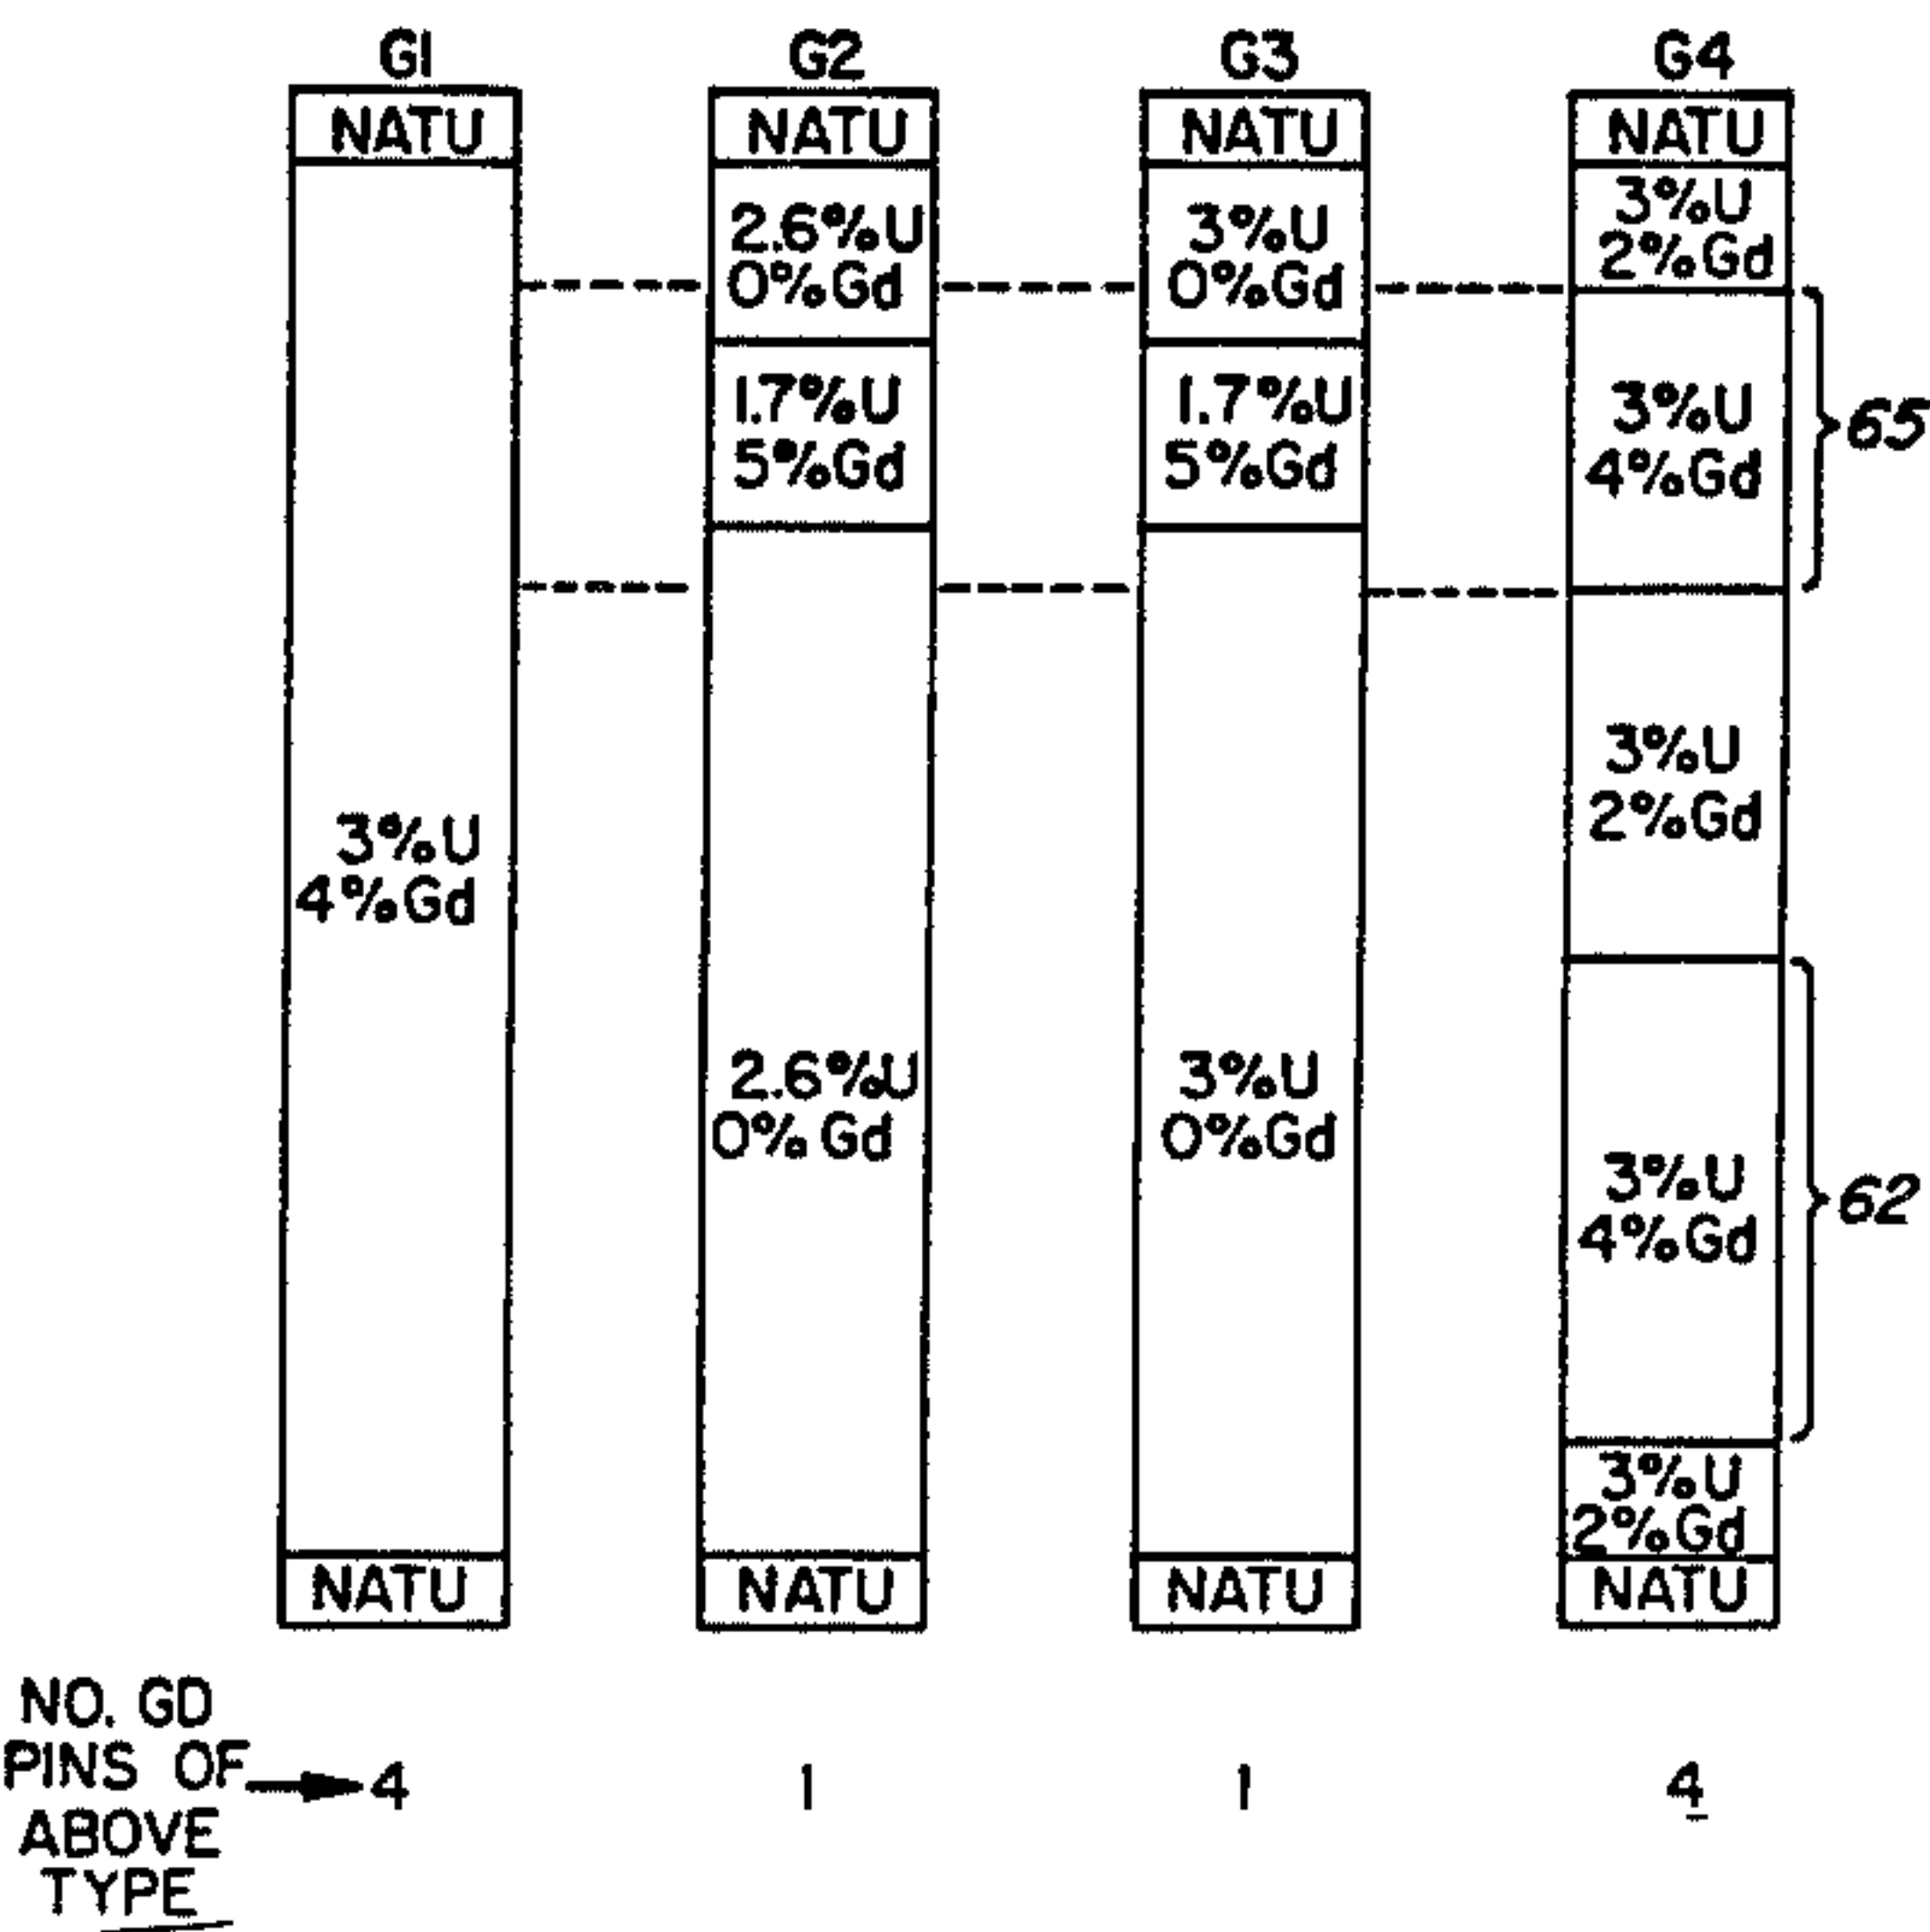 G1
G2
G3
G4
NATU
NATU
NATU
NATU
2.6%U
0%Gd
3%U
0%Gd
3%U
2%Gd
1.7%U
5%Gd
1.7%U
5%Gd
3%U
4%Gd
65
3%U
4%Gd
2.6%U
0%Gd
3%U
0%Gd
3%U
2%Gd
3%U
4%Gd
62
3%U
2%Gd
NATU
NATU
NATU
NATU
NO. GD
PINS OF
ABOVE
TYPE
4
1
1
4